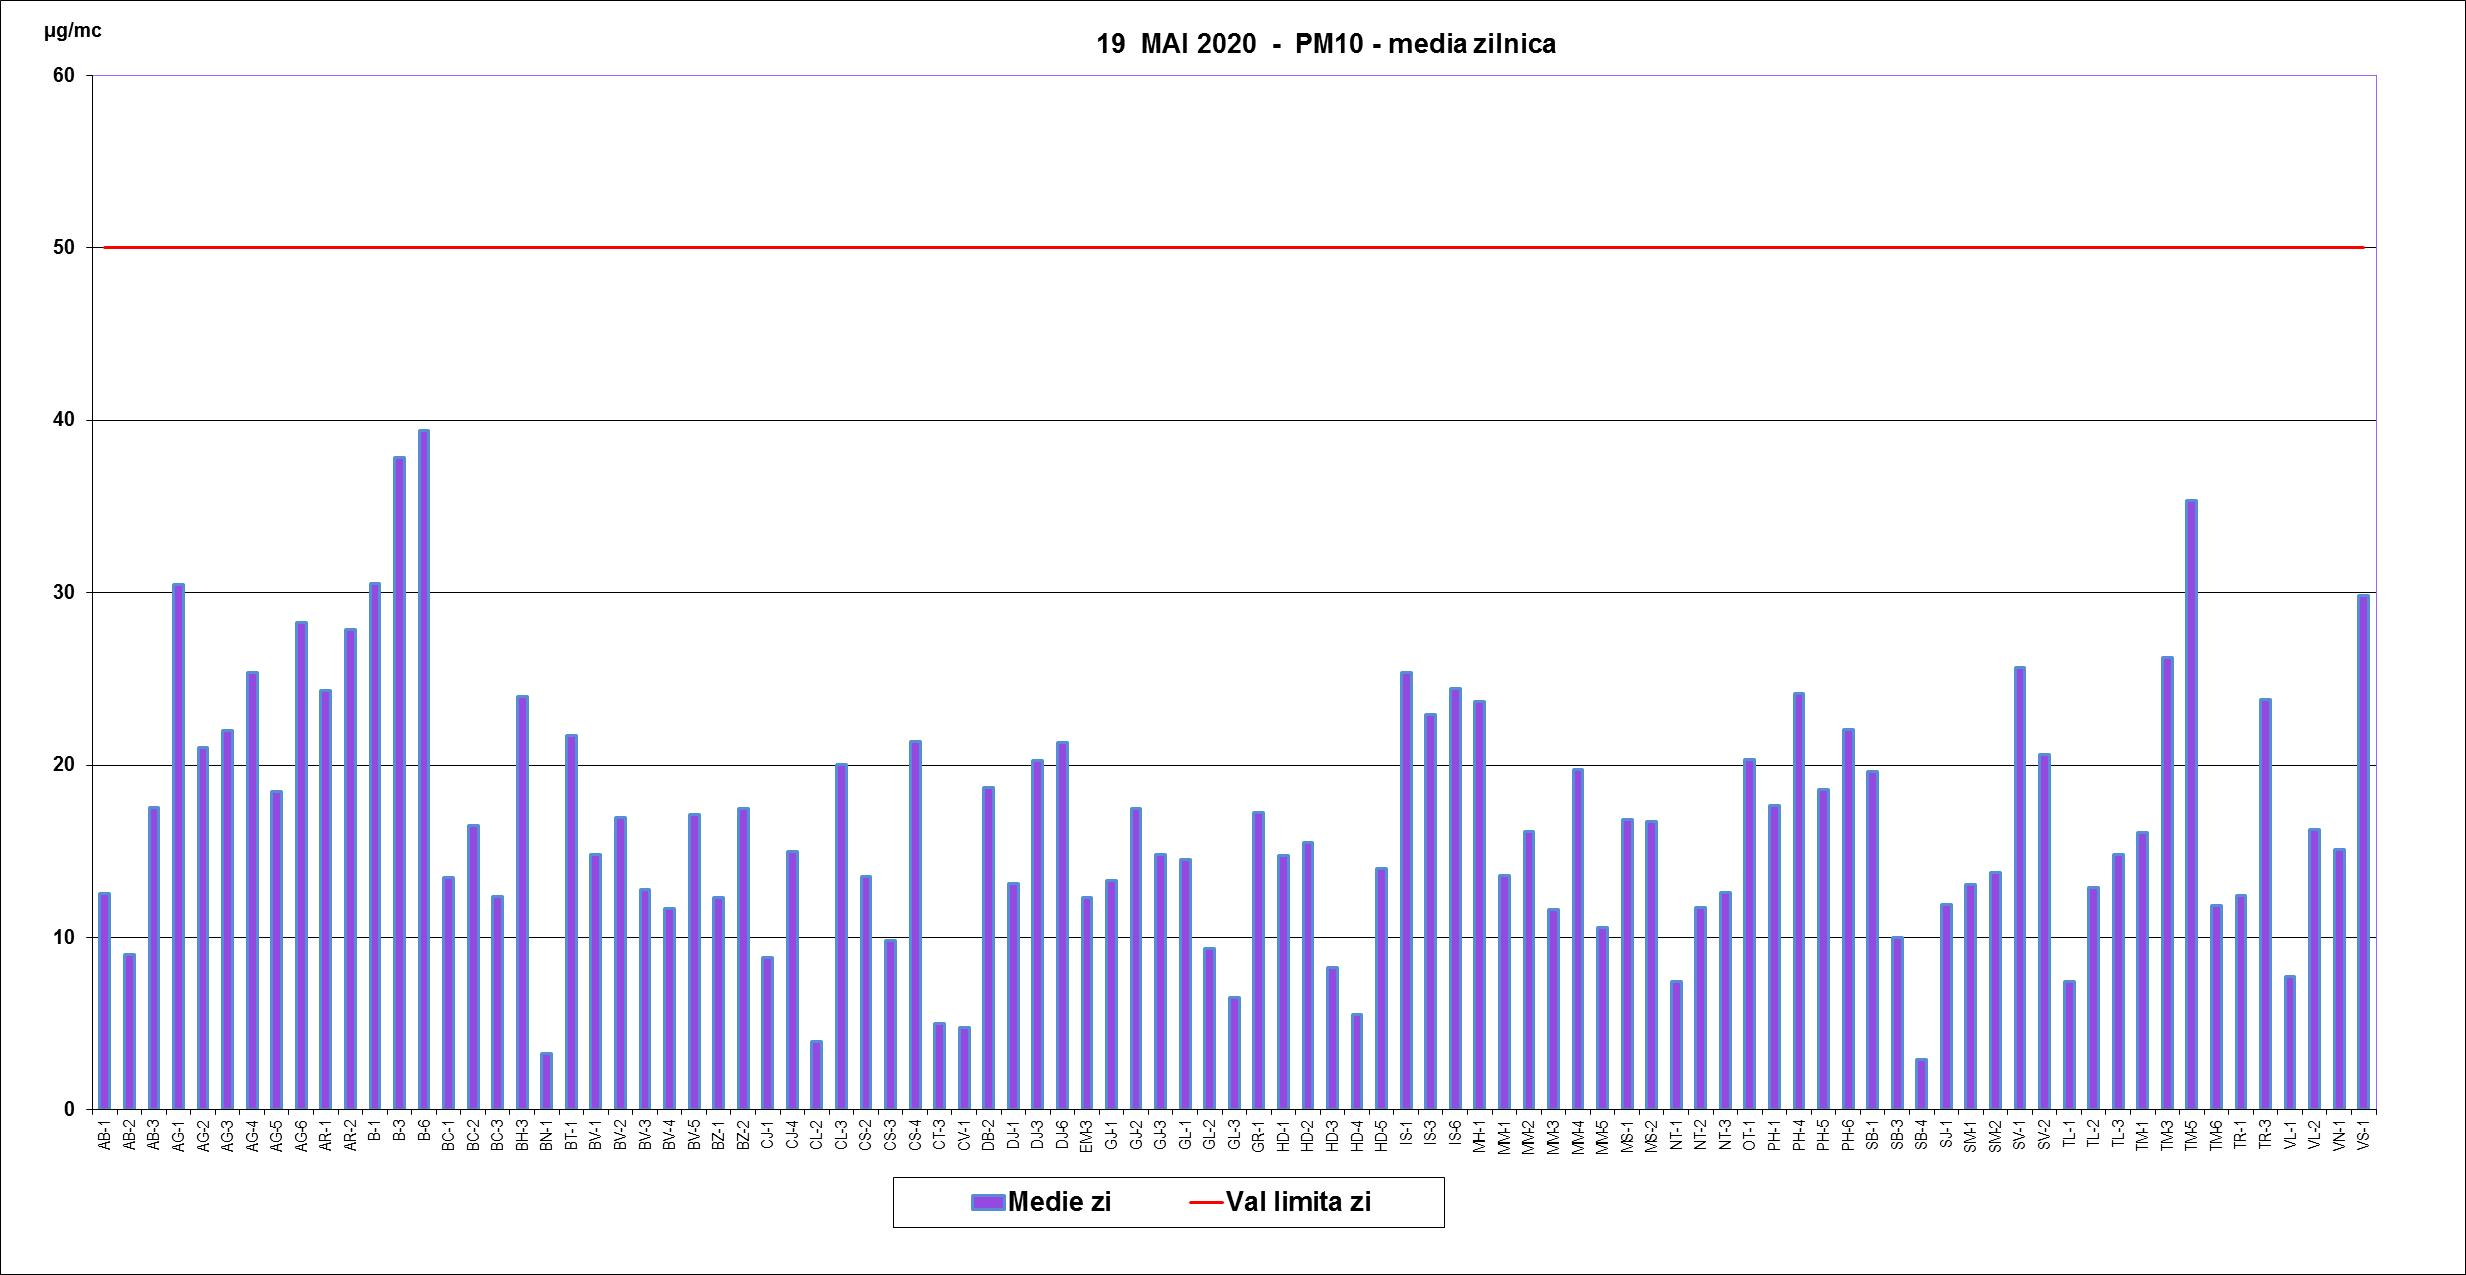 µg/mc
19 MAI 2020 - PM10 - media zilnica
60
50
40
30
20
10
0
AB-1 AB-2 AB-3 AG-1 AG-2 AG-3 AG-4 AG-5 AG-6 AR-1 AR-2 B-1 B-3 B-6 BC-1 BC-2 BC-3 BH-3 BN-1 BT-1 BV-1 BV-2 BV-3 BV-4 BV-5 BZ-1 BZ-2 CJ-1 CJ-4 CL-2 CL-3 CS-2 CS-3 CS-4 CT-3 CV-1 DB-2 DJ-1 DJ-3 DJ-6 EM-3 GJ-1 GJ-2 GJ-3 GL-1 GL-2 GL-3 GR-1 HD-1 HD-2 HD-3 HD-4 HD-5 IS-1 IS-3 IS-6 MH-1 MM-1 MM-2 MM-3 MM-4 MM-5 MS-1 MS-2 NT-1 NT-2 NT-3 OT-1 PH-1 PH-4 PH-5 PH-6 SB-1 SB-3 SB-4 SJ-1 SM-1 SM-2 SV-1 SV-2 TL-1 TL-2 TL-3 TM-1 TM-3 TM-5 TM-6 TR-1 TR-3 VL-1 VL-2 VN-1 VS-1
Medie zi Val limita zi